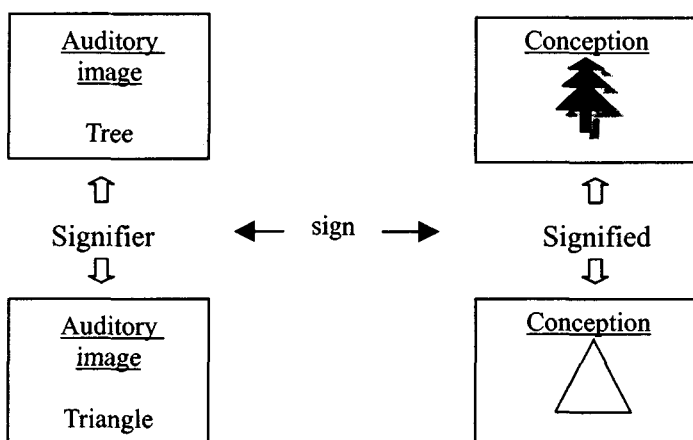 Auditory
image
Tree
Conception
Signifier
sign
Signified
Auditory
image
Triangle
Conception